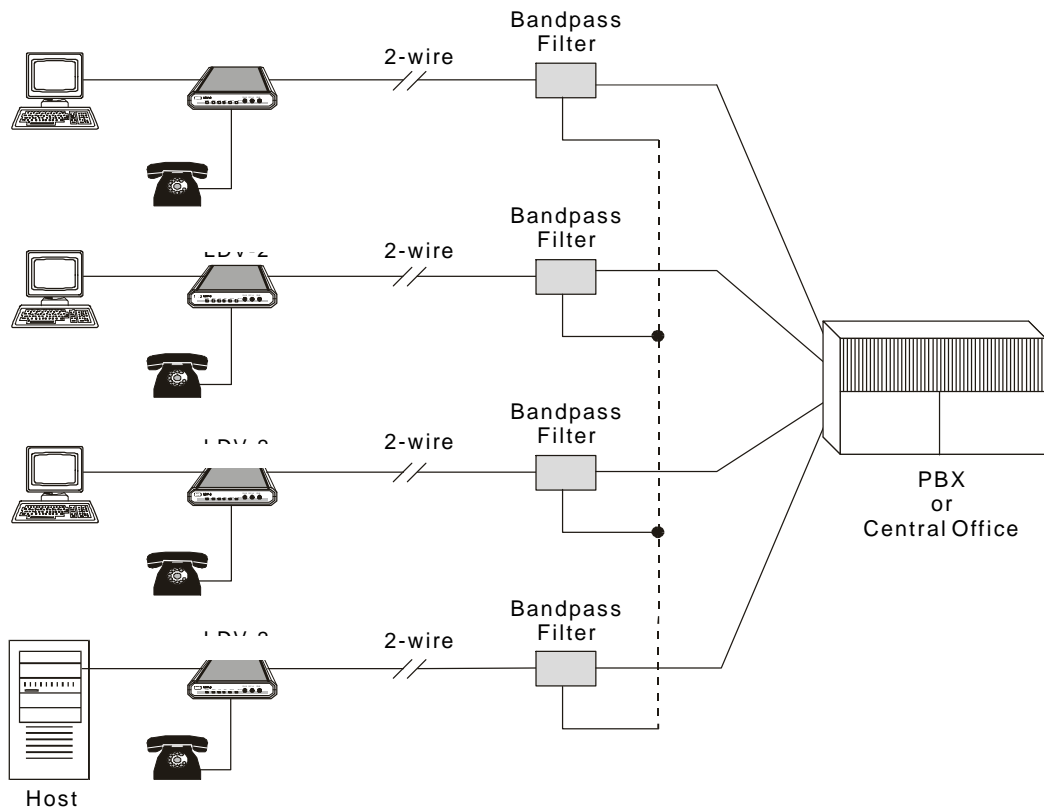 Bandpass
Filter
2-wire
Bandpass
Filter
2-wire
Bandpass
Filter
2-wire
PBX
or
Central Office
Bandpass
Filter
2-wire
Host